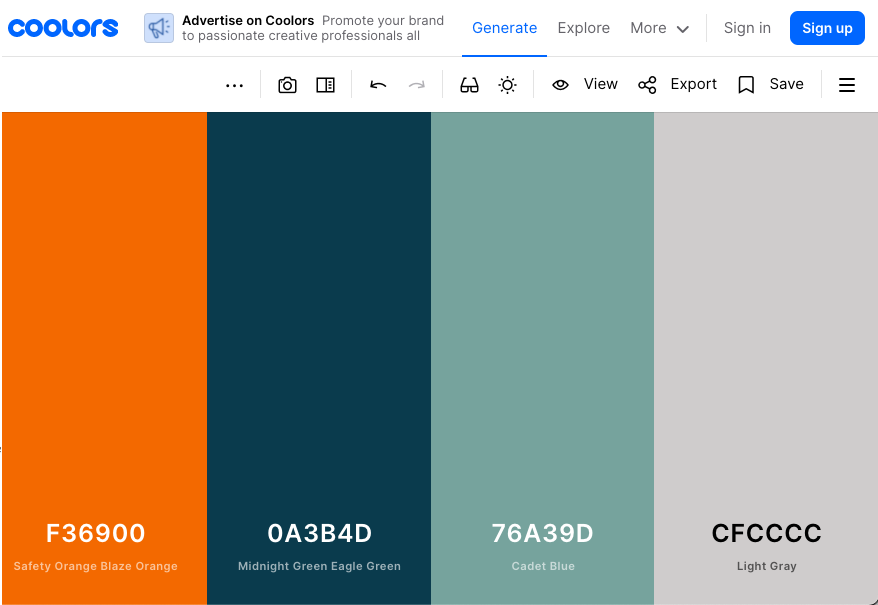 coolors
Advertise on Coolors Promote your brand
to passionate creative professionals all
Generate
Explore
More
Sign in
Sign up
View
Export
Save
F36900
Safety Orange Blaze Orange
0A3B4D
Midnight Green Eagle Green
76A39D
Cadet Blue
CFCCCC
Light Gray